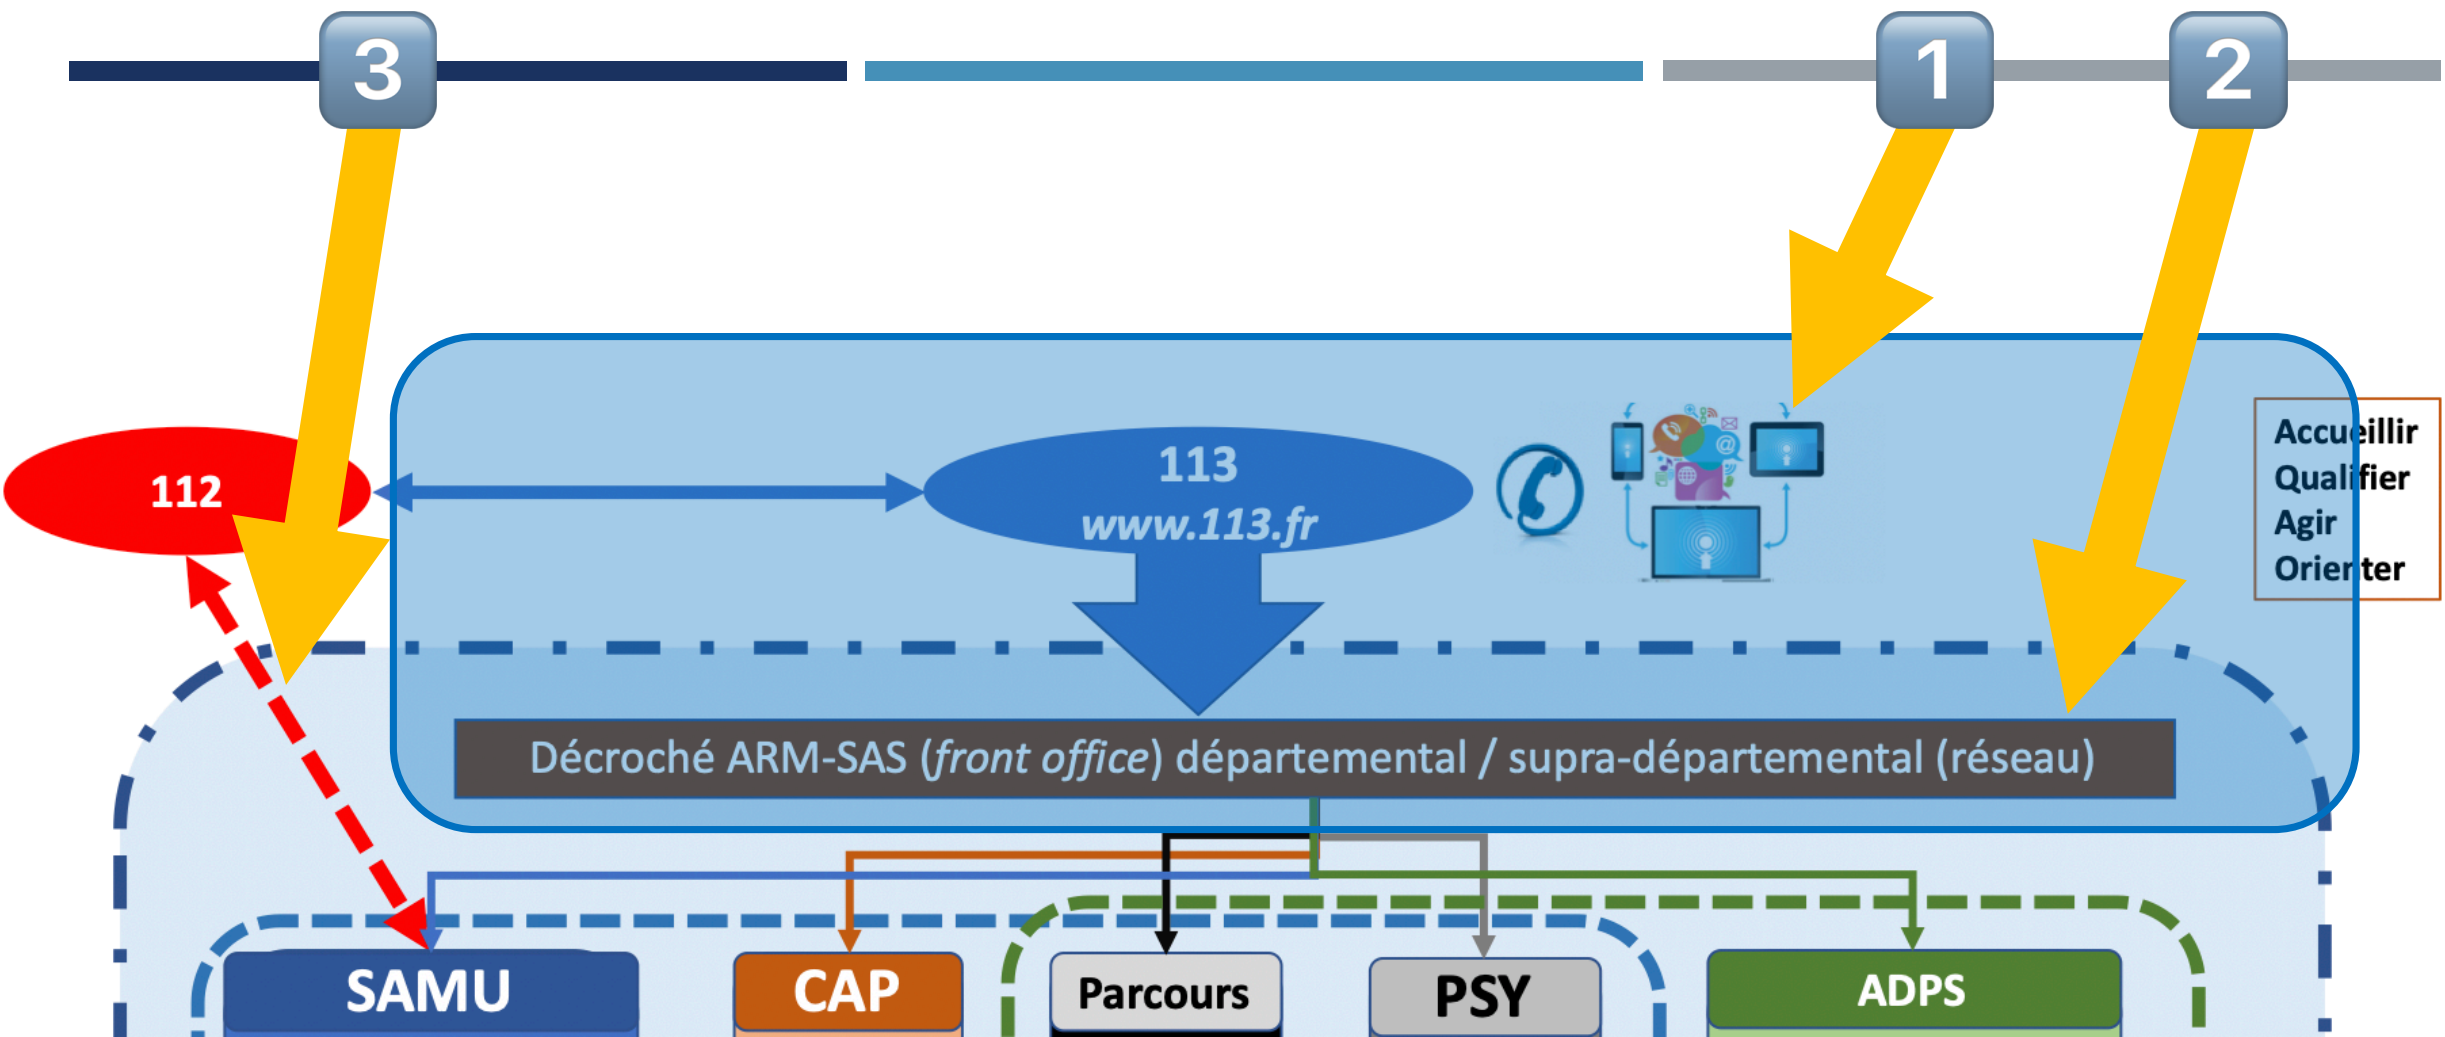 3
1
2
112
113
www.113.fr
Accueillir
Qualifier
Agir
Orienter
Décroché ARM-SAS (front office) départemental / supra-départemental (réseau)
SAMU
CAP
Parcours
PSY
ADPS